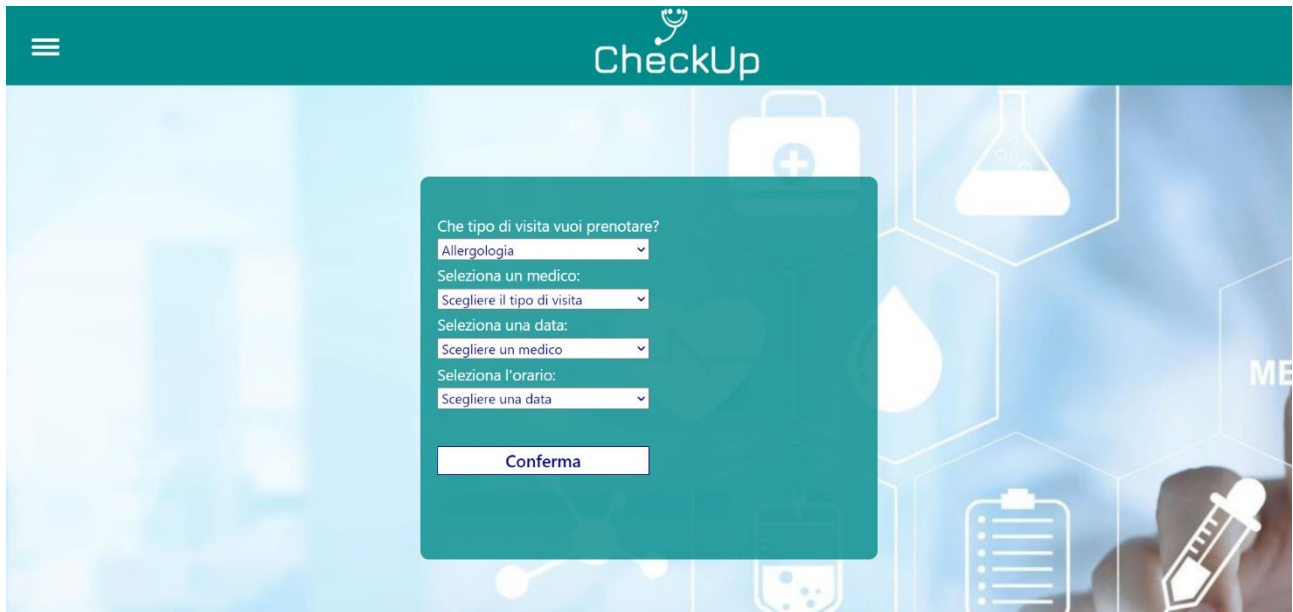 CheckUp
Che tipo di visita vuoi prenotare?
Allergologia
Seleziona un medico:
Scegliere il tipo di visita
Seleziona una data:
Scegliere un medico
Seleziona l'orario:
Scegliere una data
ME
Conferma